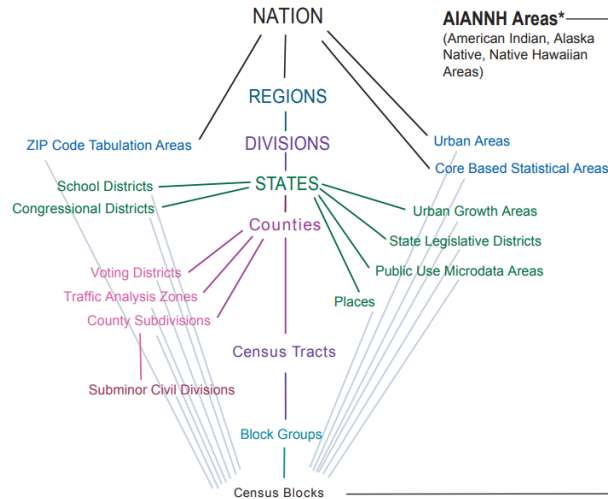 NATION
AIANNH Areas*
(American Indian, Alaska
Native, Native Hawaiian
Areas)
REGIONS
ZIP Code Tabulation Areas
DIVISIONS
Urban Areas
Core Based Statistical Areas
School Districts
STATES
Congressional Districts
Urban Growth Areas
Counties
State Legislative Districts
Voting Districts
Public Use Microdata Areas
Traffic Analysis Zones
Places
County Subdivisions
Census Tracts
Subminor Civil Divisions
Block Groups
Census Blocks